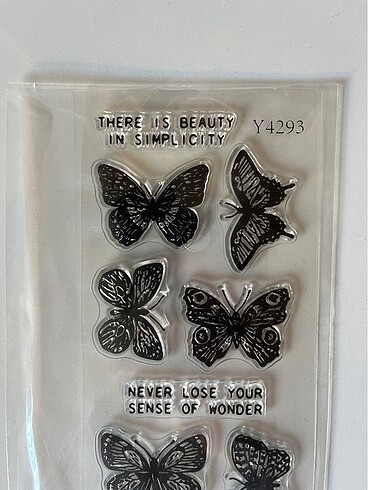 THERE IS BEAUTY
IN SIMPLICITY
Y4293
NEVER LOSE YOUR
SENSE OF WONDER